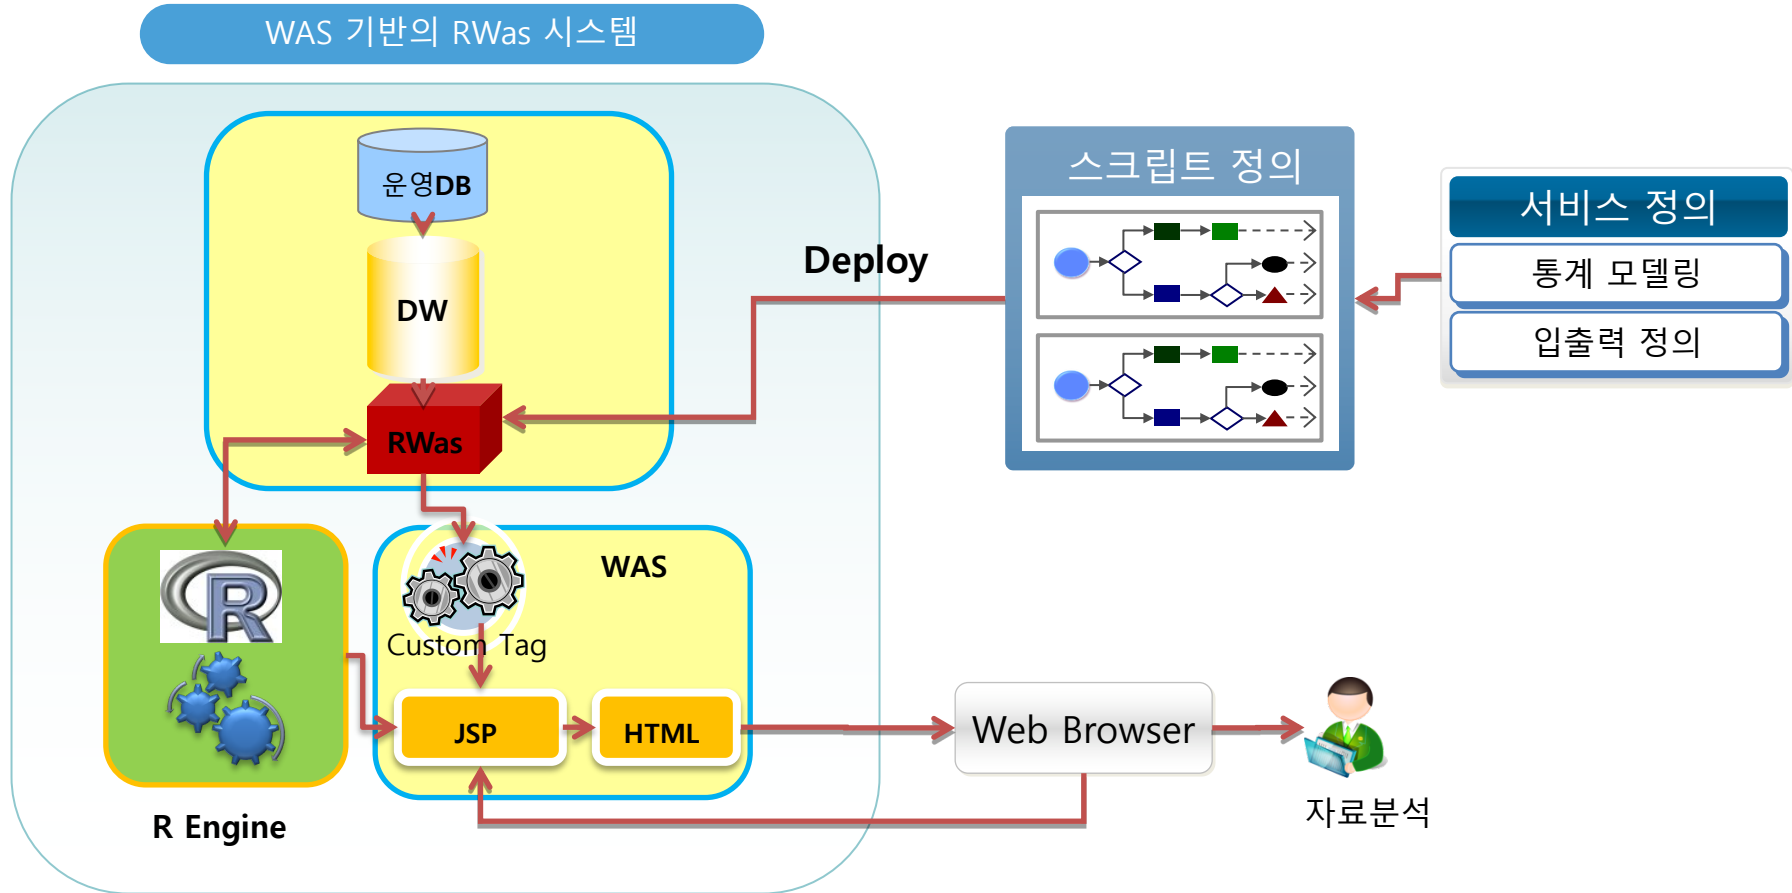 WAS 기반의 RWas 시스템
운영DB
DW
RWas
Deploy
스크립트 정의
서비스 정의
통계 모델링
입출력 정의
R
R Engine
WAS
Custom Tag
JSP
HTML
Web Browser
자료분석